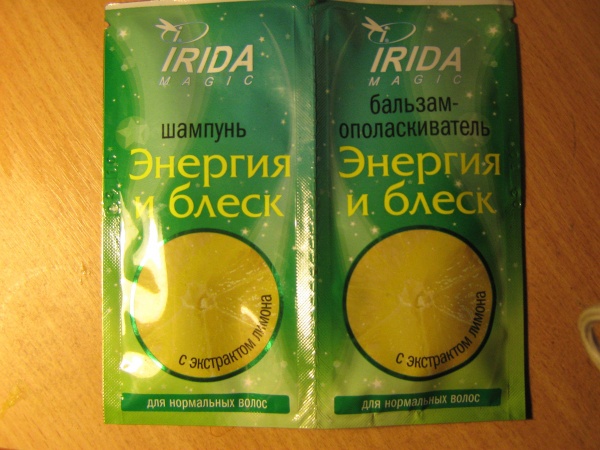 IRIDA
MAGIC
шампунь
Энергия
и блеск
с экстрактом лимона
для нормальных волос
IRIDA
MAGIC
бальзам-
ополаскиватель
Энергия
и блеск
с экстрактом лимона
для нормальных волос